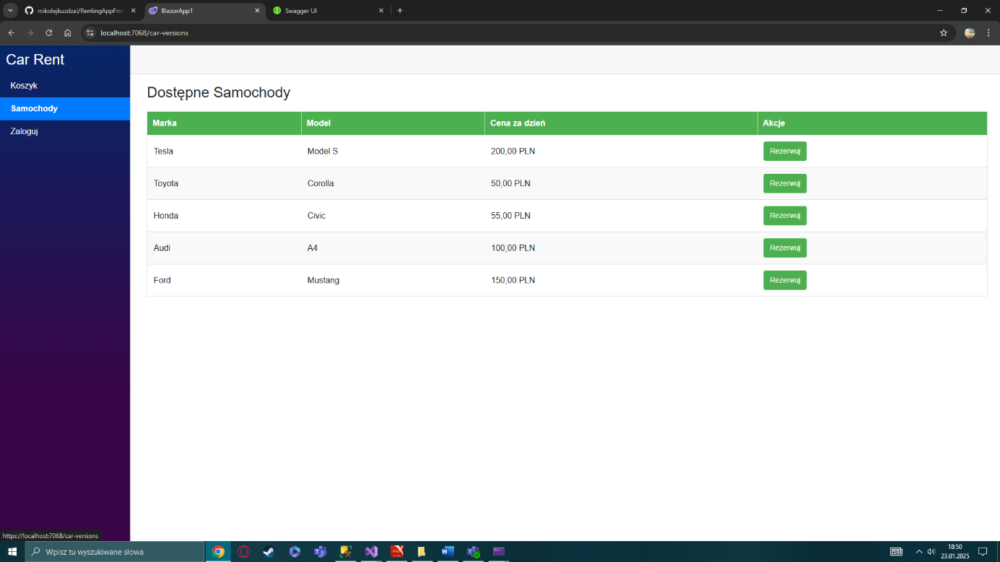 mikolajkuzdzal/RentingAppFro
BlazorApp1
Swagger UI
localhost:7068/car-versions
Car Rent
Koszyk
Samochody
Zaloguj
Dostępne Samochody
Marka Model Cena za dzień Akcje
Tesla Model S 200,00 PLN Rezerwuj
Toyota Corolla 50,00 PLN Rezerwuj
Honda Civic 55,00 PLN Rezerwuj
Audi A4 100,00 PLN Rezerwuj
Ford Mustang 150,00 PLN Rezerwuj
https://localhost:7068/car-versions
Wpisz tu wyszukiwane słowa
18:50
23.01.2025